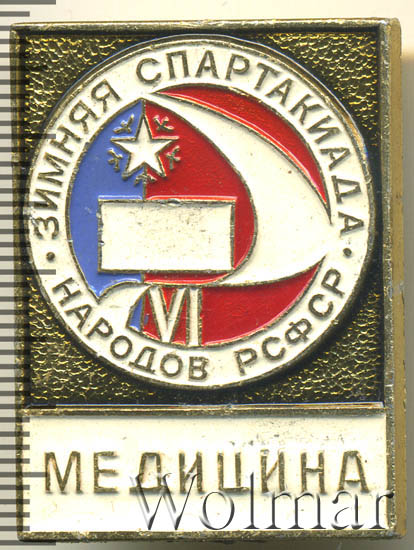 ЗИМНЯЯ СПАРТАКИАДА
НАРОДОВ РСФСР
VI
МЕДИЦИНА
Wolmar